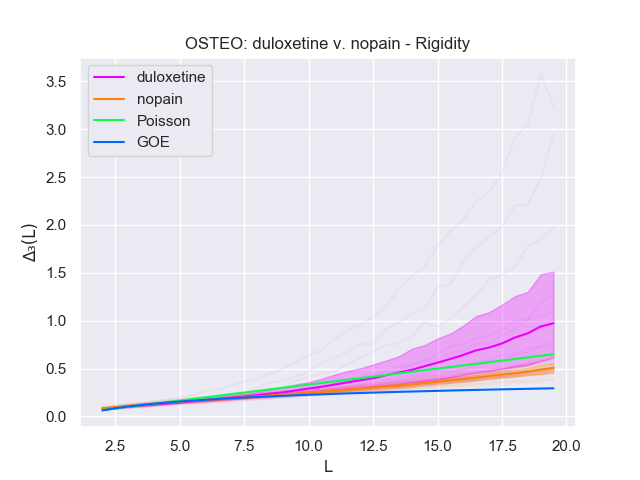 OSTEO: duloxetine v. nopain - Rigidity
duloxetine
nopain
Poisson
GOE
Δ₃(L)
3.5
3.0
2.5
2.0
1.5
1.0
0.5
0.0
2.5 5.0 7.5 10.0 12.5 15.0 17.5 20.0
L